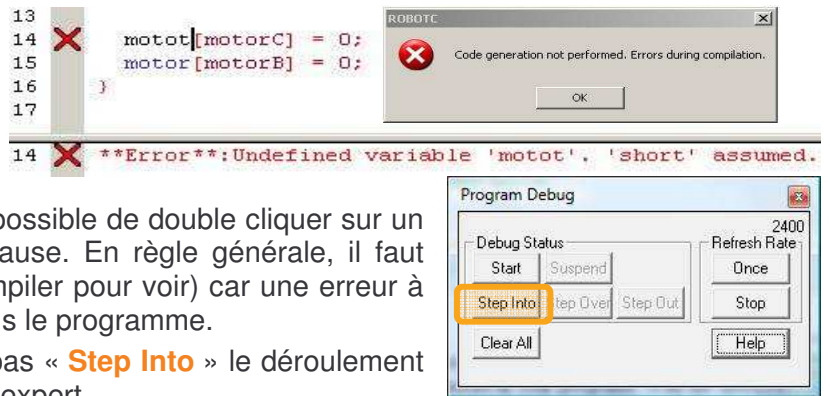 13
14 motot[motorC] = 0;
15 motor[motorB] = 0;
16 }
17
ROBOTC
Code generation not performed. Errors during compilation.
OK
14 **Error**:Undefined variable 'motot'. 'short' assumed.
possible de double cliquer sur un
ause. En règle générale, il faut
mpiler pour voir) car une erreur à
s le programme.
pas « Step Into » le déroulement
export
Program Debug
2400
Debug Status
Refresh Rate
Start Suspend
Once
Step Into Step Over Step Out
Stop
Clear All
Help